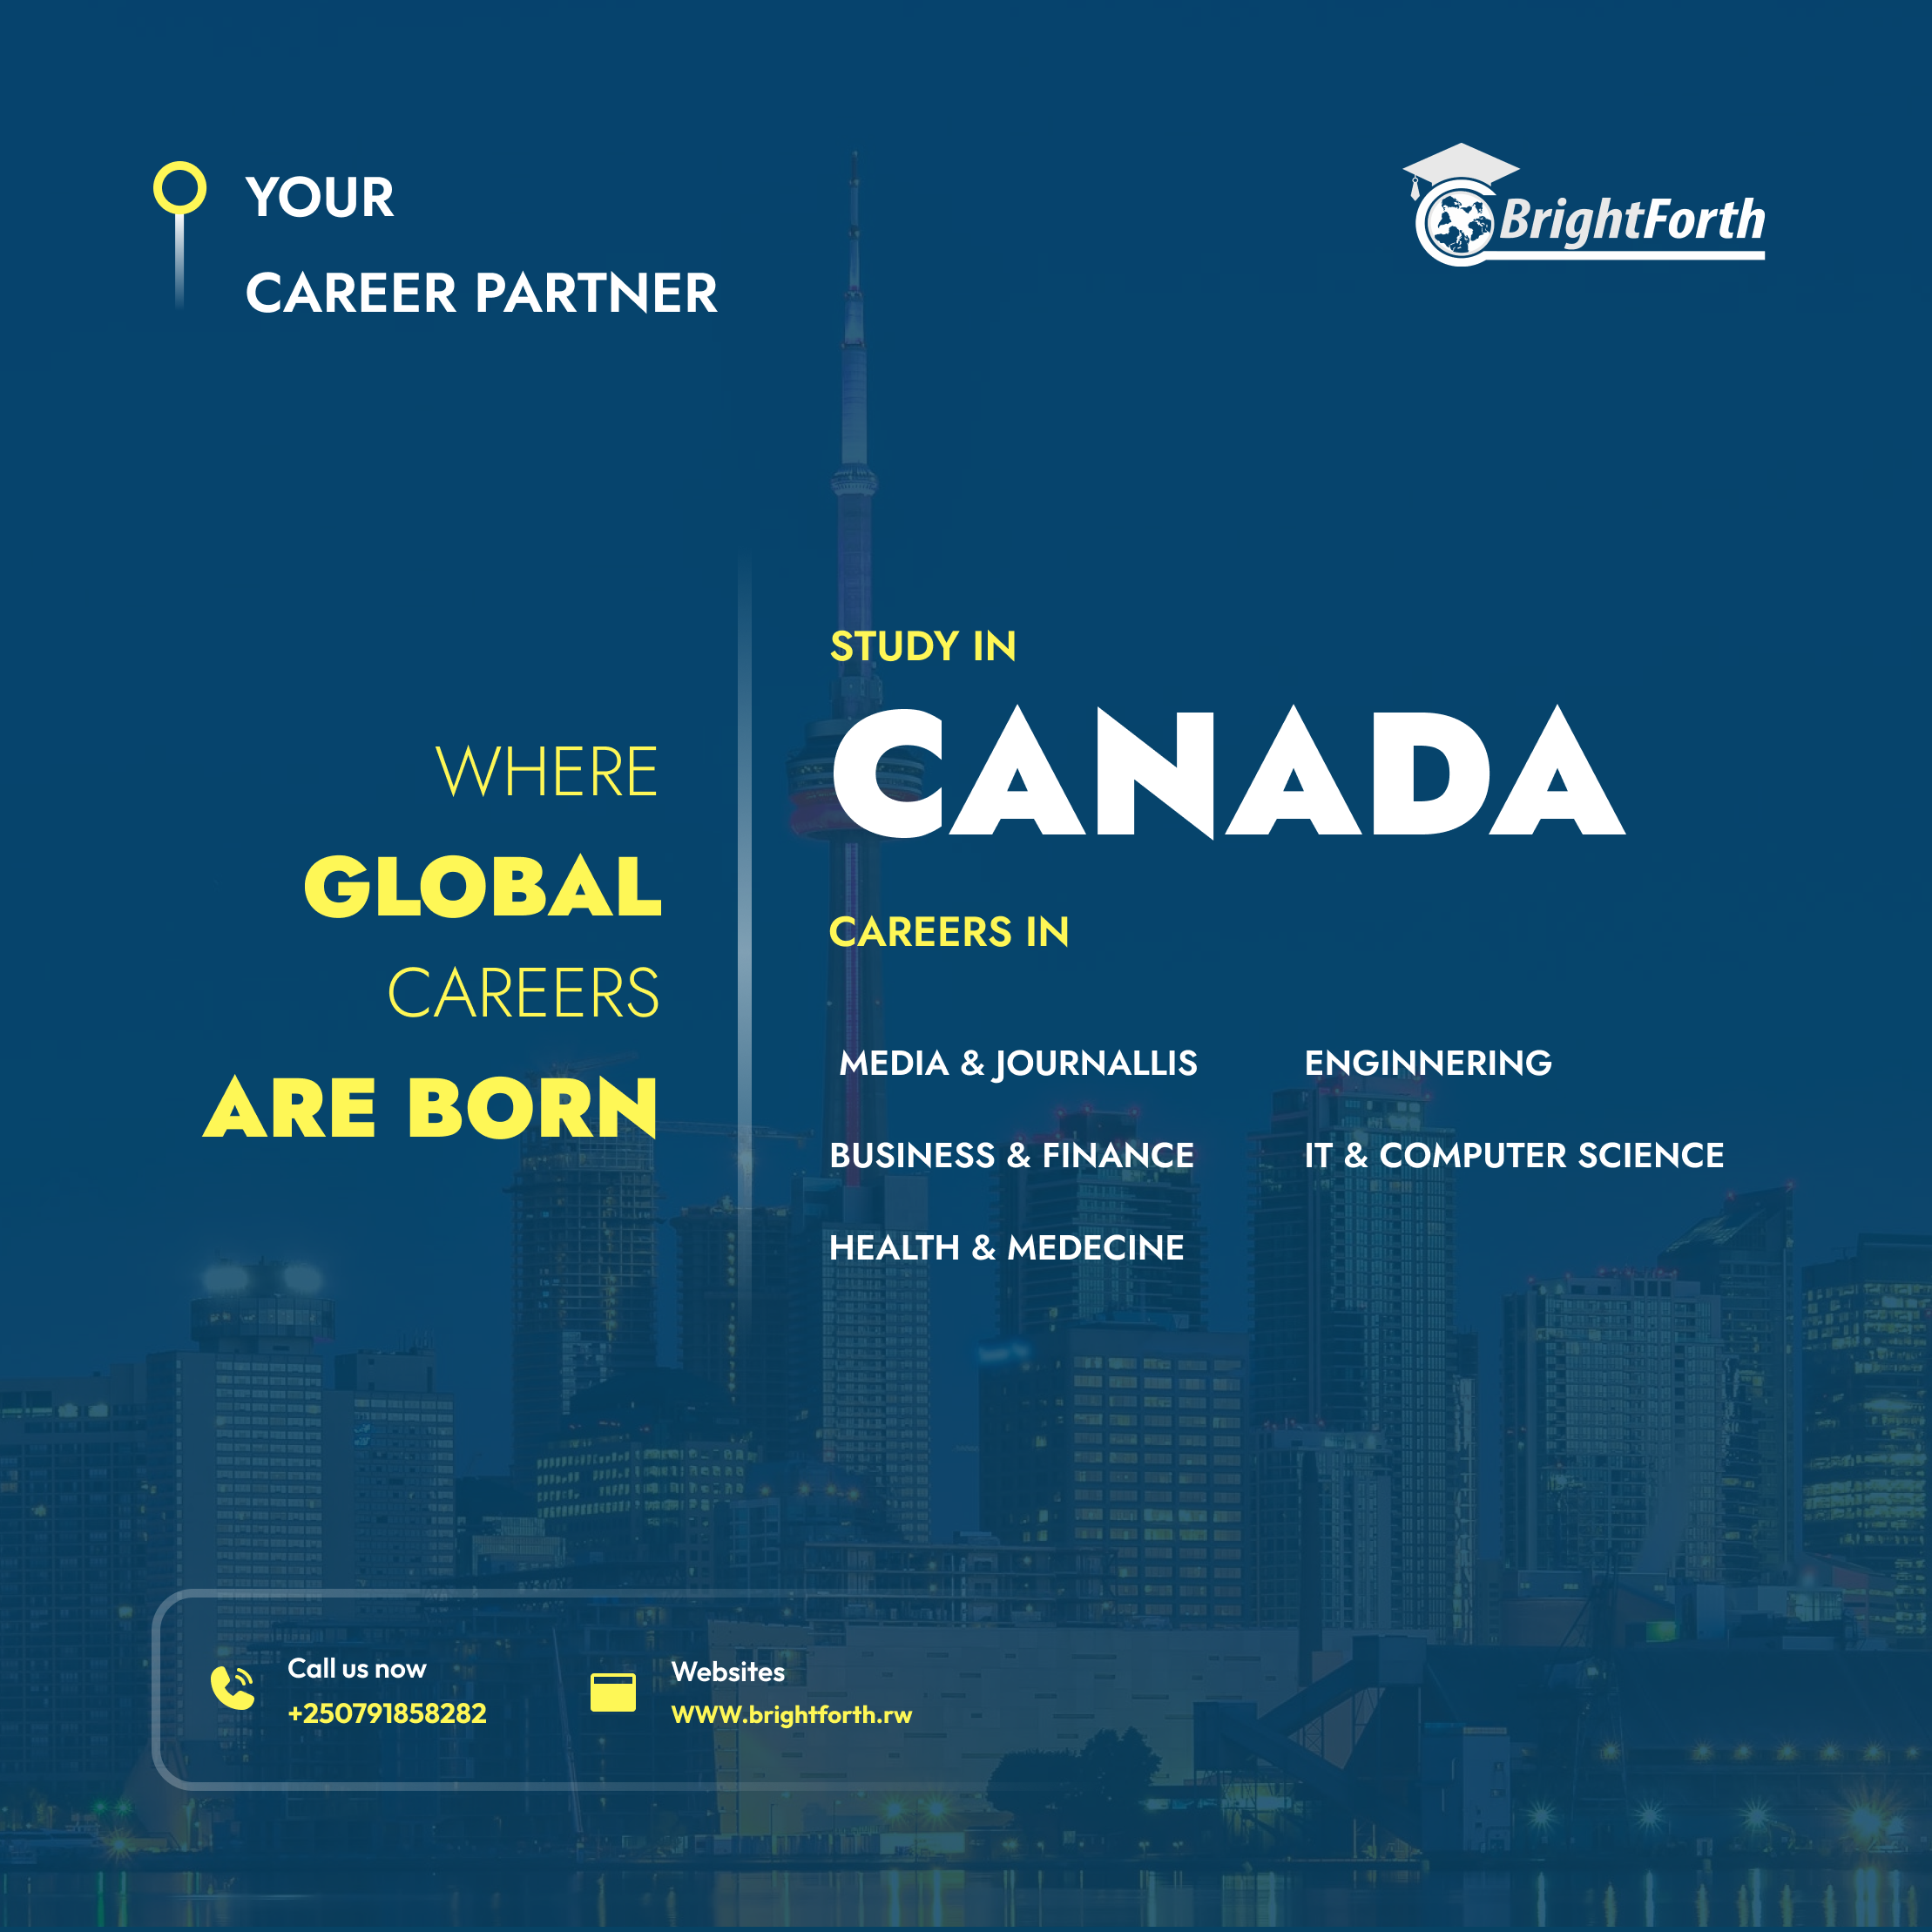 YOUR
CAREER PARTNER
BrightForth
WHERE
GLOBAL
CAREERS
ARE BORN
STUDY IN
CANADA
CAREERS IN
MEDIA & JOURNALLIS
ENGINNERING
BUSINESS & FINANCE
IT & COMPUTER SCIENCE
HEALTH & MEDECINE
Call us now
+250791858282
Websites
WWW.brightforth.rw